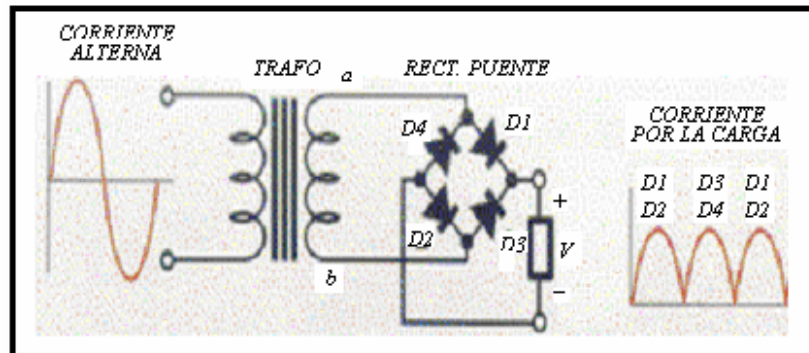 CORRIENTE
ALTERNA
TRAFO
a
RECT. PUENTE
D4
D1
D2
D3
b
+
V
−
CORRIENTE
POR LA CARGA
D1 D3 D1
D2 D4 D2